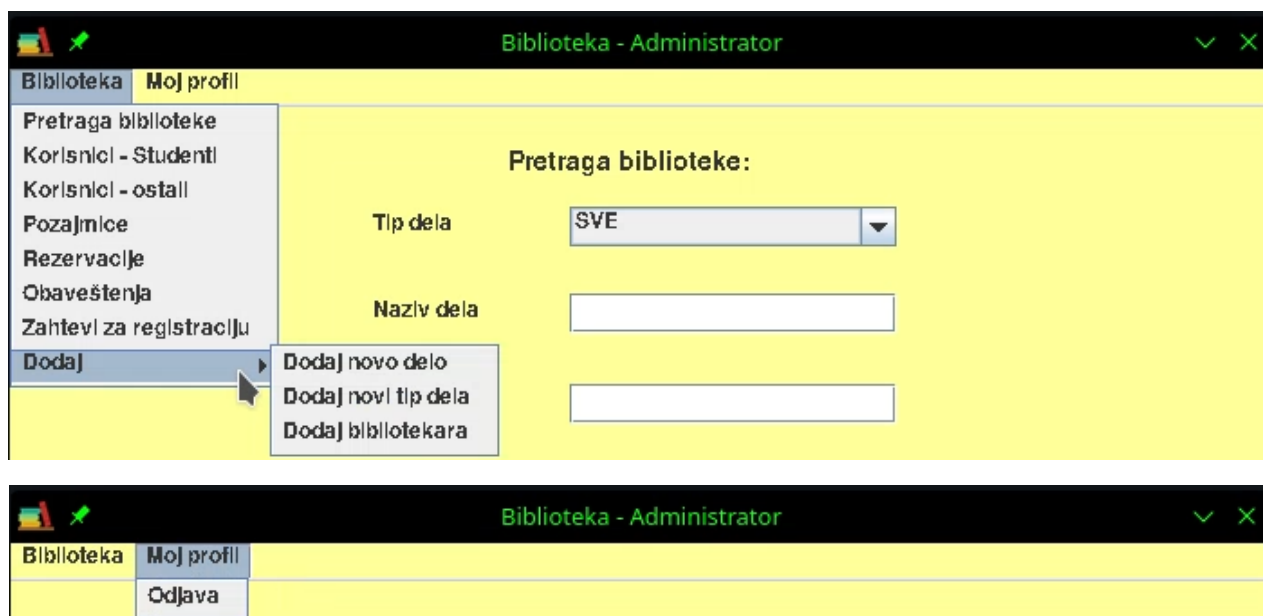 Biblioteka - Administrator
Biblioteka Moj profil
Pretraga biblioteke
Korisnici - Studenti
Korisnici - ostali
Pozajmice
Rezervacije
Obaveštenja
Zahtevi za registraciju
Dodaj
Dodaj novo delo
Dodaj novi tip dela
Dodaj bibliotekara
Pretraga biblioteke:
Tip dela SVE
Naziv dela
Biblioteka - Administrator
Biblioteka Moj profil
Odjava